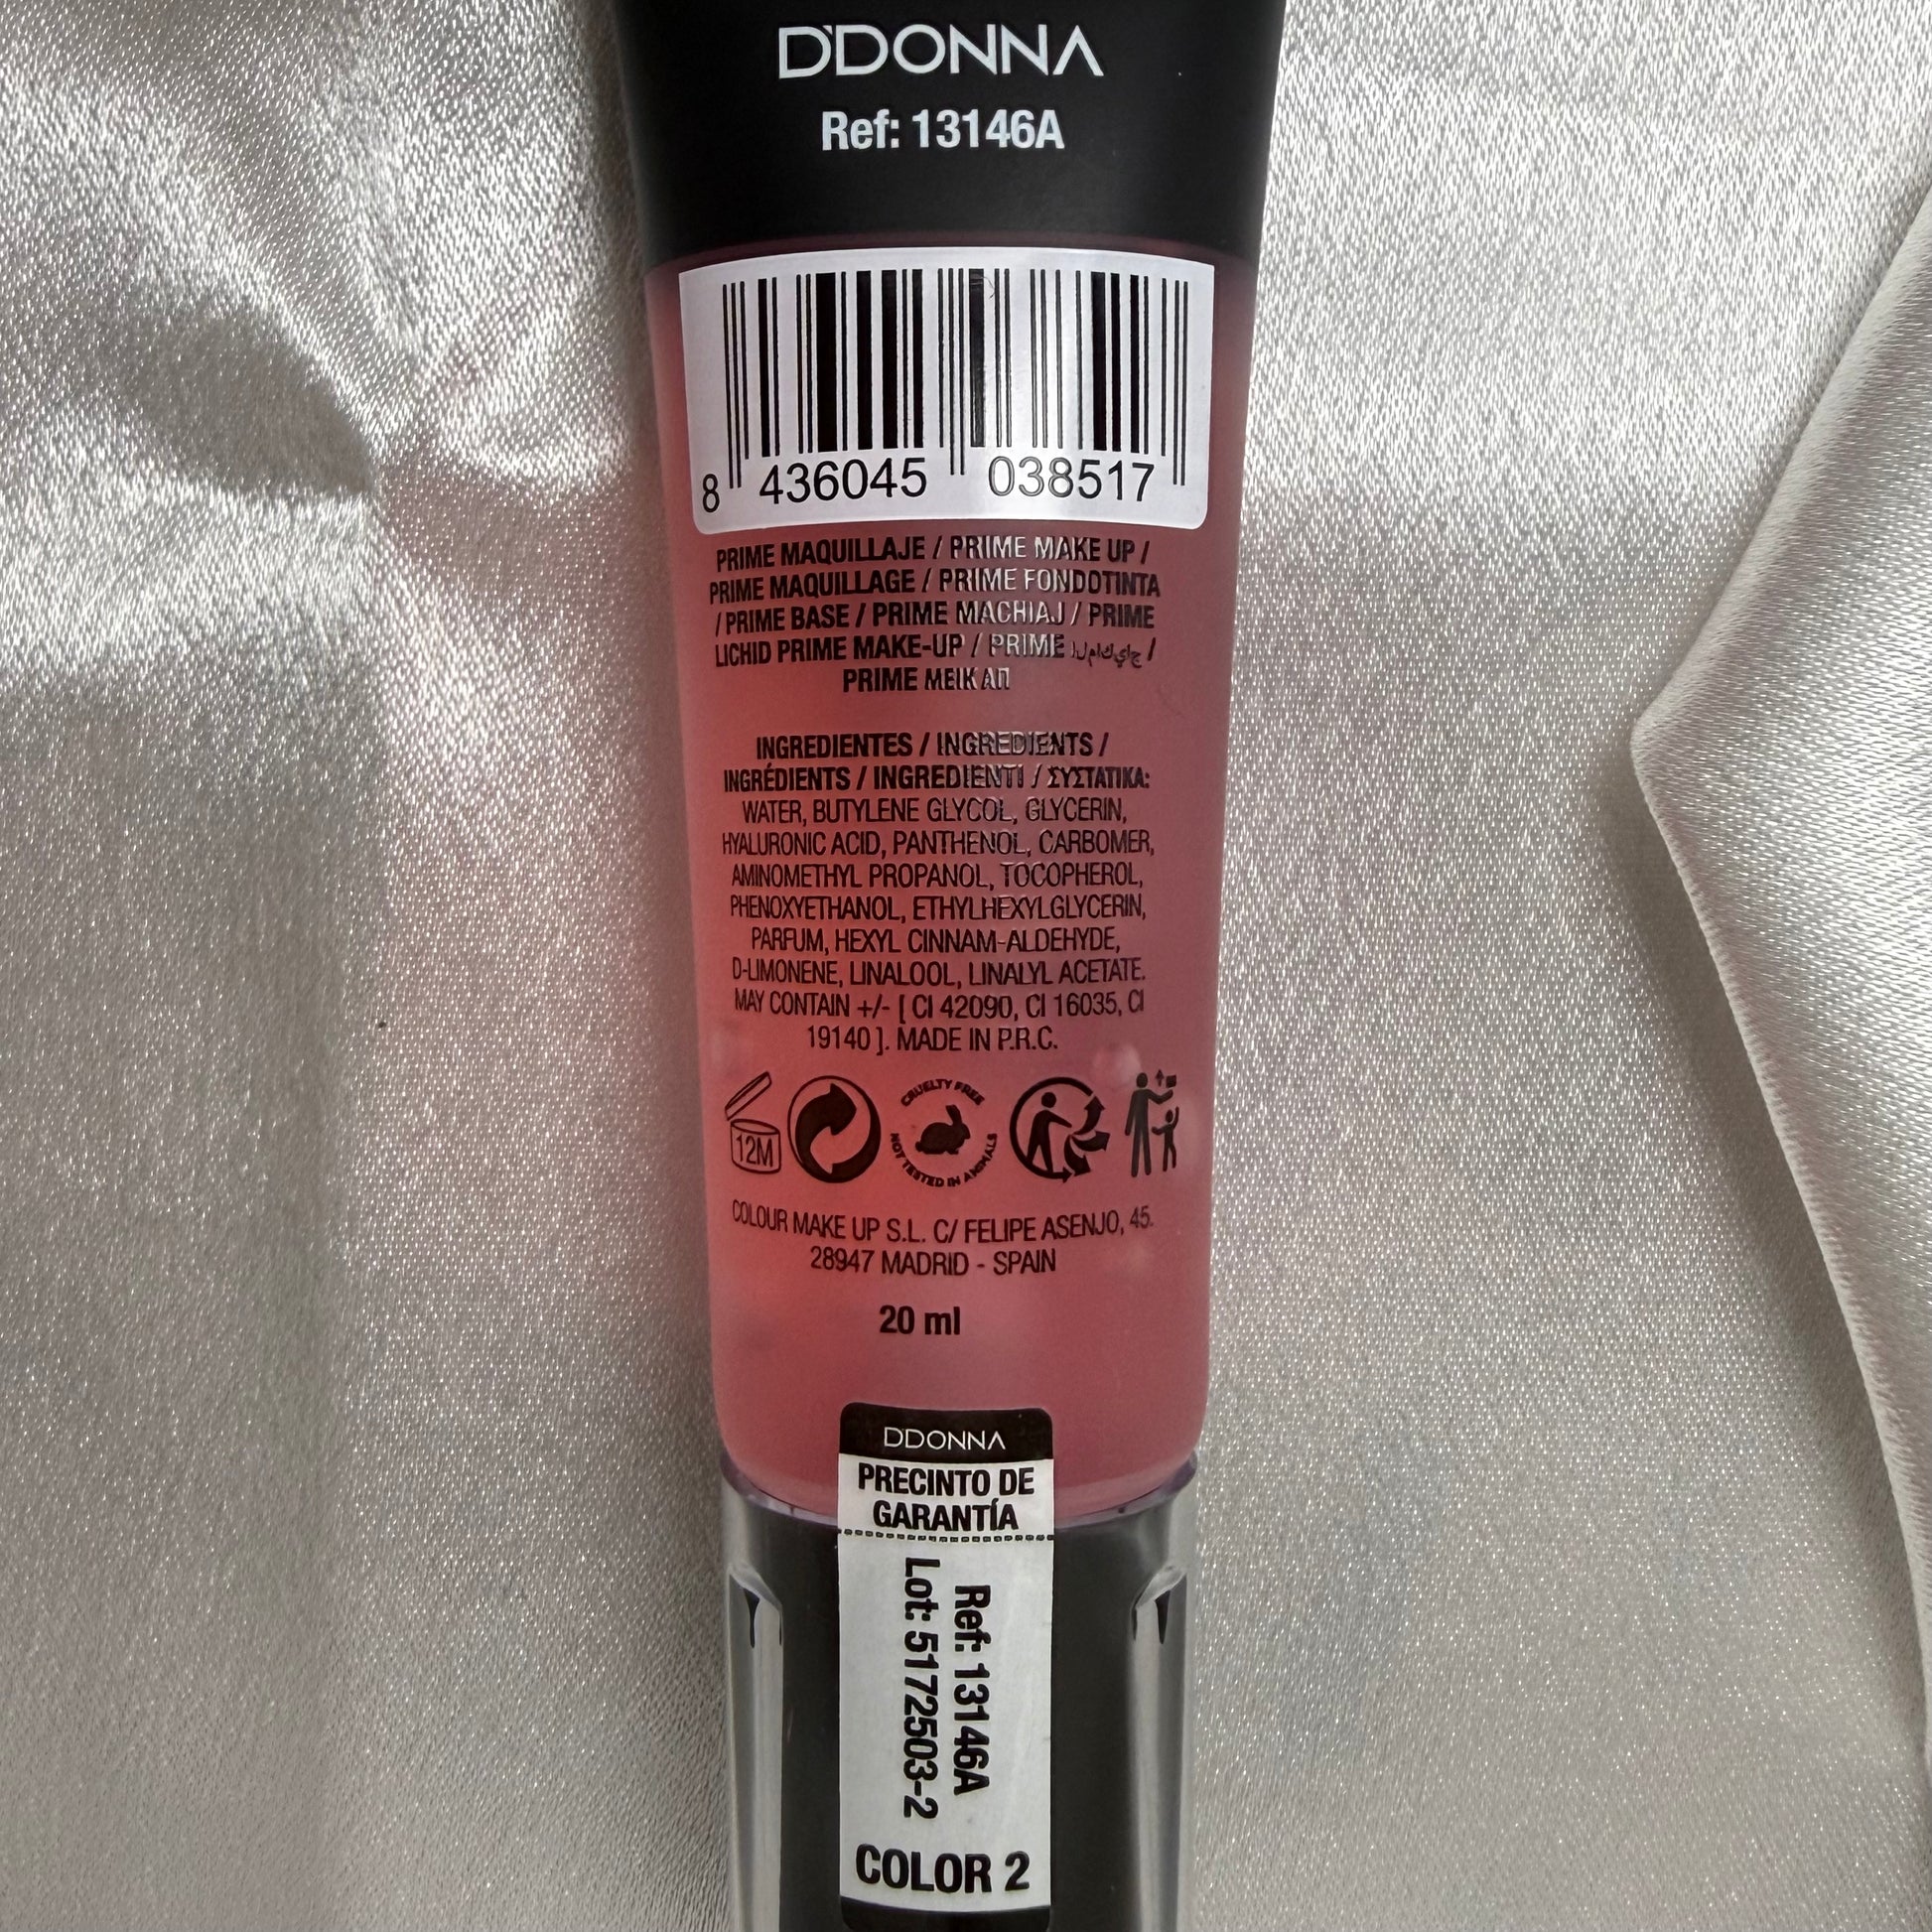 D'DONNA
Ref: 13146A
8 436045 038517
PRIME MAQUILLAJE / PRIME MAKE UP /
PRIME MAQUILLAGE / PRIME FONDOTINTA
/ PRIME BASE / PRIME MACHIAJ / PRIME
LICHID PRIME MAKE-UP / PRIME الماكياج /
PRIME ΜΕΙΚ ΑΠ
INGREDIENTES / INGREDIENTS /
INGRÉDIENTS / INGREDIENTI / ΣΥΣΤΑΤΙΚΑ:
WATER, BUTYLENE GLYCOL, GLYCERIN,
HYALURONIC ACID, PANTHENOL, CARBOMER,
AMINOMETHYL PROPANOL, TOCOPHEROL,
PHENOXYETHANOL, ETHYLHEXYLGLYCERIN,
PARFUM, HEXYL CINNAM-ALDEHYDE,
D-LIMONENE, LINALOOL, LINALYL ACETATE.
MAY CONTAIN +/- [ CI 42090, CI 16035, CI
19140 ]. MADE IN P.R.C.
12M
CRUELTY FREE
NOT TESTED IN ANIMALS
COLOUR MAKE UP S.L. C/ FELIPE ASENJO, 45.
28947 MADRID - SPAIN
20 ml
D'DONNA
PRECINTO DE
GARANTÍA
Ref: 13146A
Lot: 5172503-2
COLOR 2